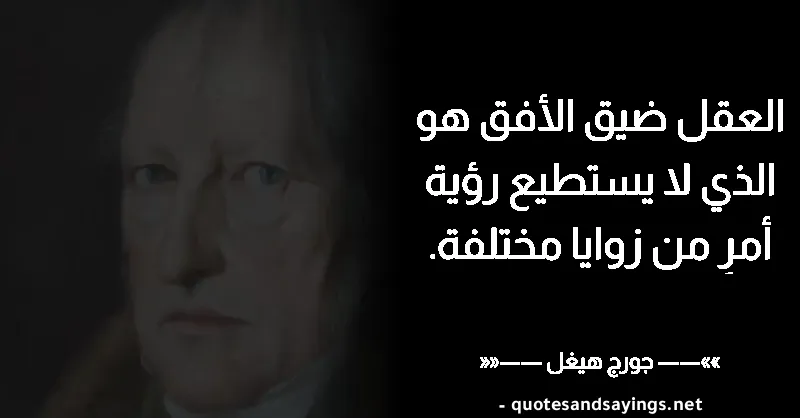 العقل ضيق الأفق هو
الذي لا يستطيع رؤية
أمرِ من زوايا مختلفة.
»»—— جورج هيغل ——««
- quotesandsayings.net